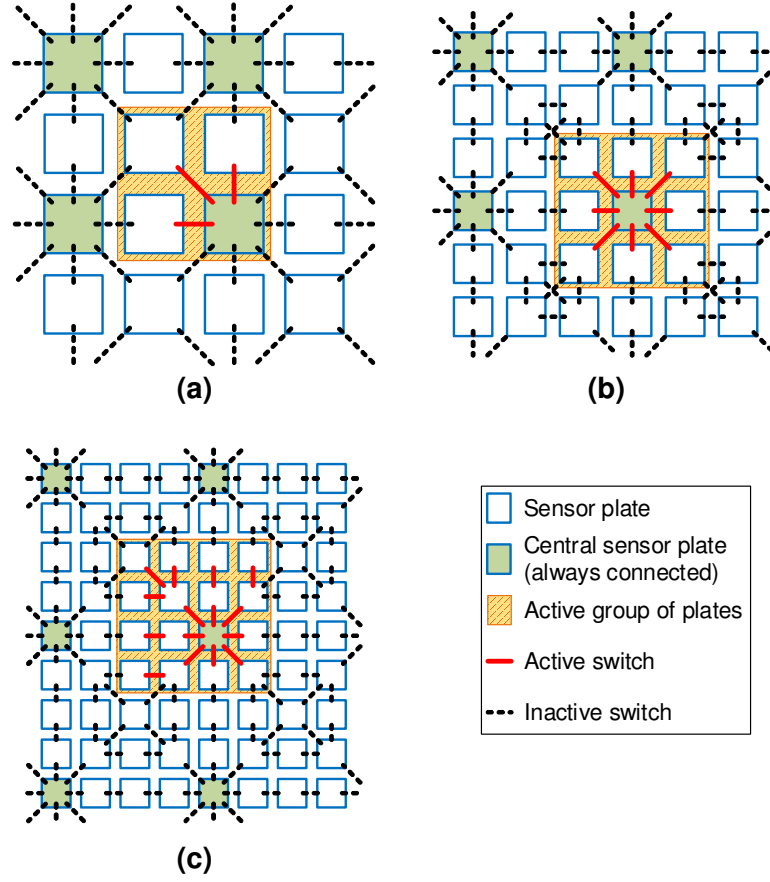 (a)
(b)
(c)
Sensor plate
Central sensor plate
(always connected)
Active group of plates
Active switch
Inactive switch